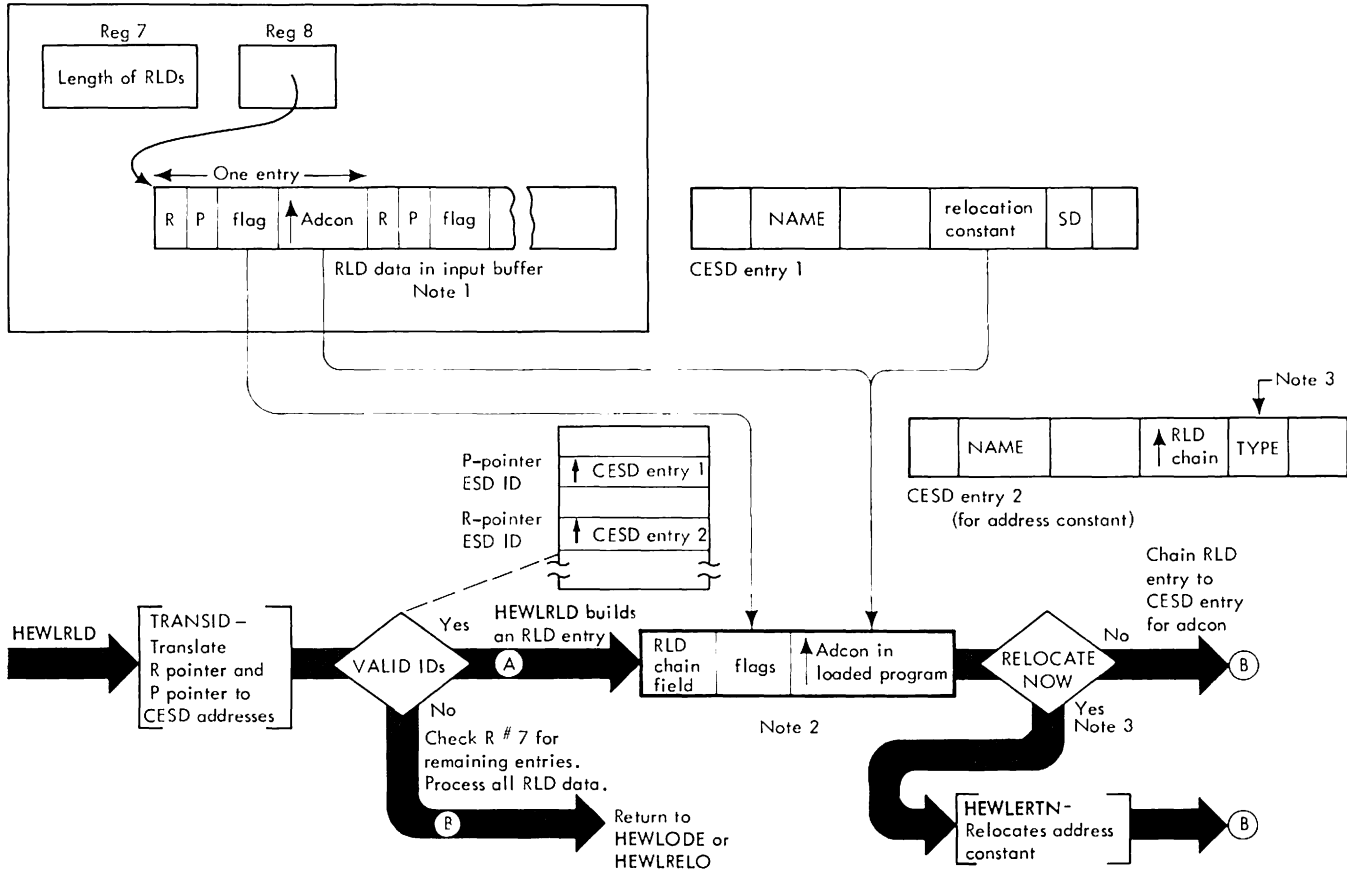 Reg 7
Reg 8
Length of RLDs
One entry
R
P
flag
Adcon
R
P
flag
RLD data in input buffer
Note 1
NAME
relocation
constant
SD
CESD entry 1
Note 3
NAME
RLD
chain
TYPE
CESD entry 2
(for address constant)
P-pointer
ESD ID
CESD entry 1
R-pointer
ESD ID
CESD entry 2
HEWLRLD
TRANSID –
Translate
R pointer and
P pointer to
CESD addresses
VALID IDs
Yes
HEWLRLD builds
an RLD entry
A
RLD
chain
field
flags
Adcon in
loaded program
Note 2
RELOCATE
NOW
No
Chain RLD
entry to
CESD entry
for adcon
B
No
Check R # 7 for
remaining entries.
Process all RLD data.
B
Return to
HEWLODE or
HEWLRELO
Yes
Note 3
HEWLERTN-
Relocates address
constant
B